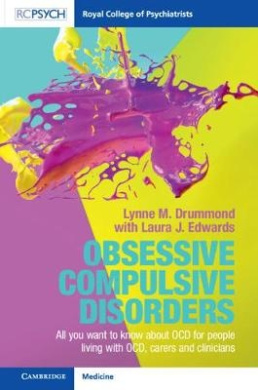 RCPSYCH Royal College of Psychiatrists
Lynne M. Drummond
with Laura J. Edwards
OBSESSIVE
COMPULSIVE
DISORDERS
All you want to know about OCD for people
living with OCD, carers and clinicians
CAMBRIDGE Medicine